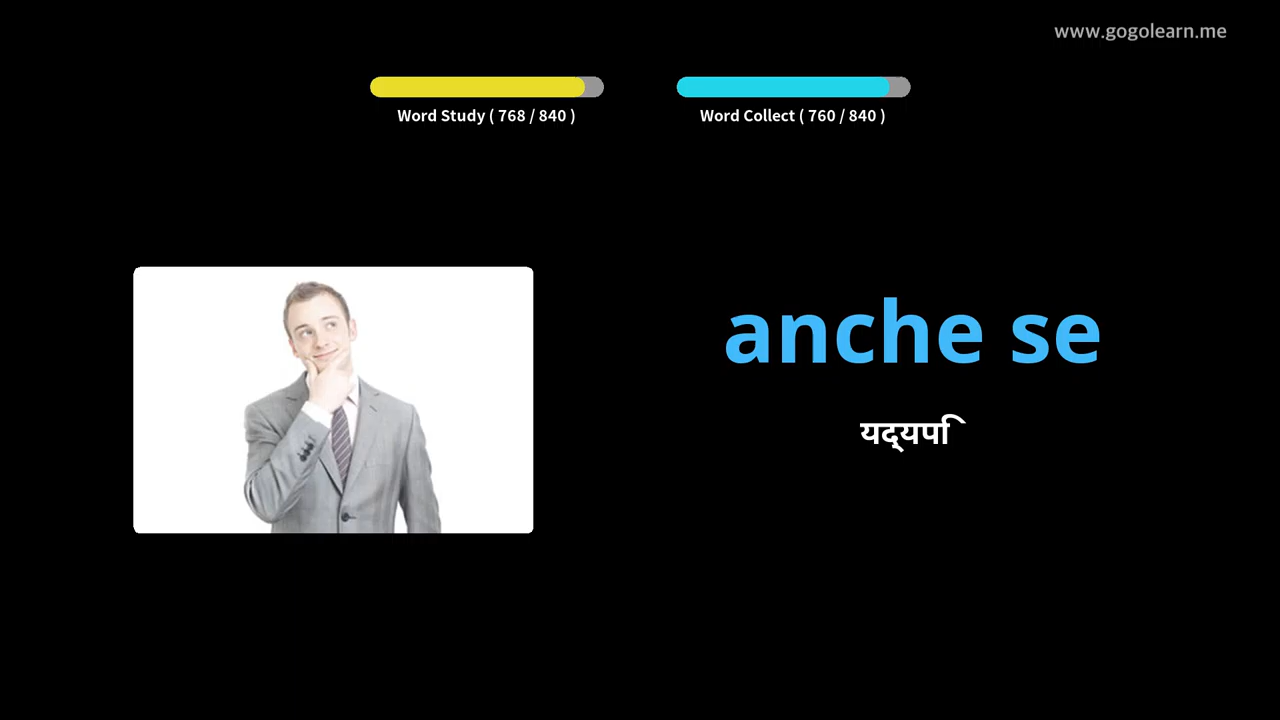 www.gogolearn.me
Word Study ( 768 / 840 )
Word Collect ( 760 / 840 )
anche se
यद्यपि